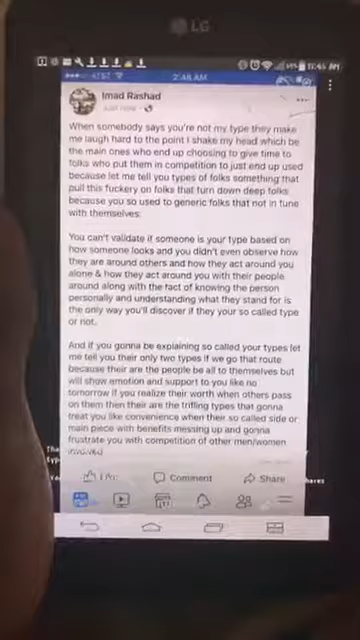 LG
AT&T
2:48 AM
Imad Rashad
Just now
When somebody says you're not my type they make
me laugh hard to the point I shake my head which be
the main ones who end up choosing to give time to
folks who put them in competition to just end up used
because let me tell you types of folks something that
pull this fuckery on folks that turn down deep folks
because you so used to generic folks that not in tune
with themselves.
You can't validate if someone is your type based on
how someone looks and you didn't even observe how
they are around others and how they act around you
alone & how they act around you with their people
around along with the fact of knowing the person
personally and understanding what they stand for is
the only way you'll discover if they your so called type
or not.
And if you gonna be explaining so called your types let
me tell you their only two types if we go that route
because their are the people be all to themselves but
will show emotion and support to you like no
tomorrow if you realize their worth when others pass
on them then their are the trifling types that gonna
treat you like convenience when their so called side or
main piece with benefits messing up and gonna
frustrate you with competition of other men/women
involved
Like
Comment
Share